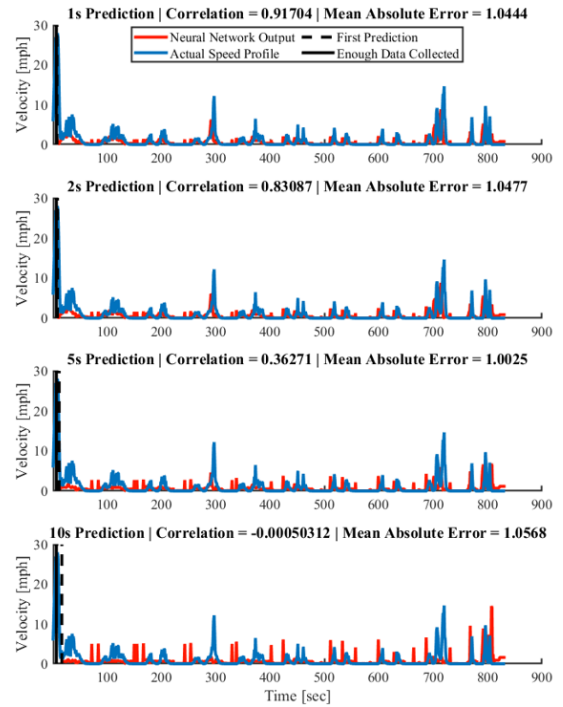 1s Prediction | Correlation = 0.91704 | Mean Absolute Error = 1.0444
Velocity [mph]
30
20
10
0
Neural Network Output
First Prediction
Actual Speed Profile
Enough Data Collected
100 200 300 400 500 600 700 800 900
2s Prediction | Correlation = 0.83087 | Mean Absolute Error = 1.0477
Velocity [mph]
30
20
10
0
100 200 300 400 500 600 700 800 900
5s Prediction | Correlation = 0.36271 | Mean Absolute Error = 1.0025
Velocity [mph]
30
20
10
0
100 200 300 400 500 600 700 800 900
10s Prediction | Correlation = -0.00050312 | Mean Absolute Error = 1.0568
Velocity [mph]
30
20
10
0
100 200 300 400 500 600 700 800 900
Time [sec]